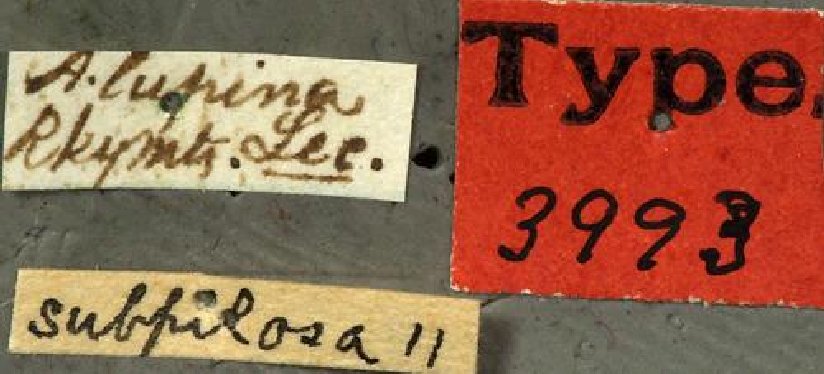 A. lupina
Rkymts. Lec.
Type.
3993
subpilosa 11